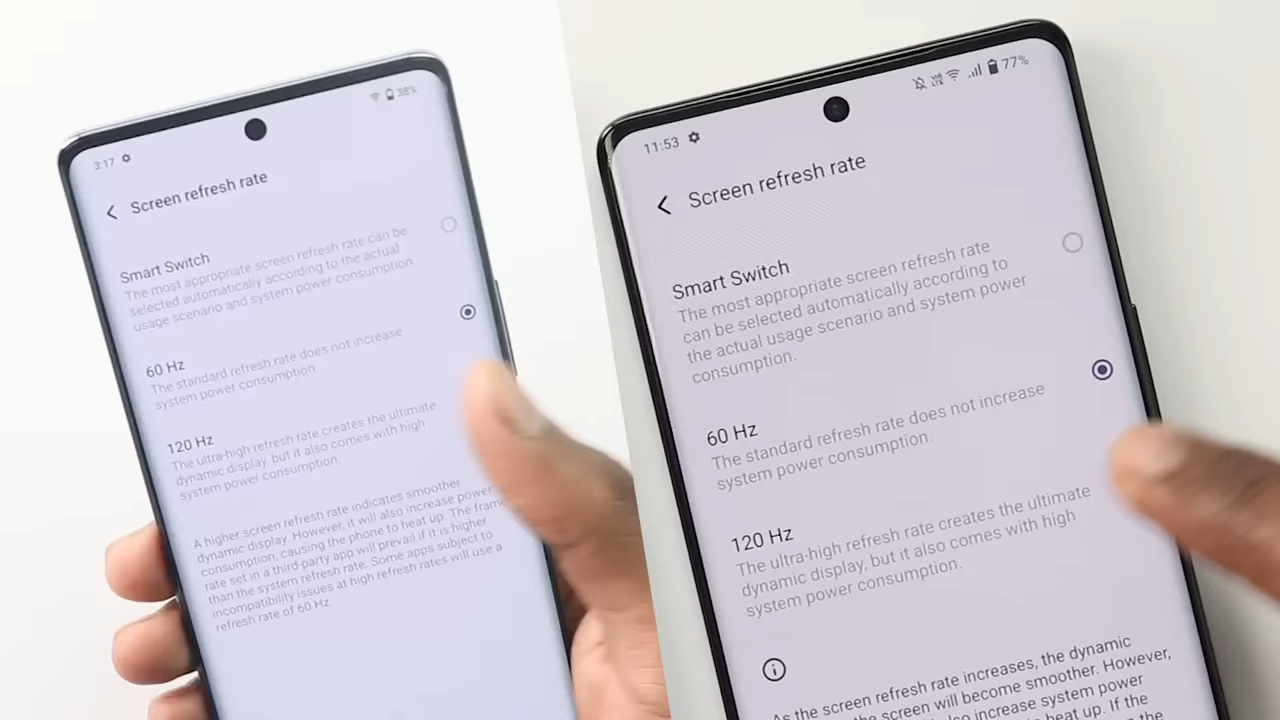 3:17
38%
Screen refresh rate
Smart Switch
The most appropriate screen refresh rate can be
selected automatically according to the actual
usage scenario and system power consumption
60 Hz
The standard refresh rate does not increase
system power consumption.
120 Hz
The ultra-high refresh rate creates the ultimate
dynamic display, but it also comes with high
system power consumption.
A higher screen refresh rate indicates smoother
dynamic display. However, it will also increase power
consumption, causing the phone to heat up. The frame
rate set in a third-party app will prevail if it is higher
than the system refresh rate. Some apps subject to
incompatibility issues at high refresh rates will use a
refresh rate of 60 Hz.
11:53
77%
Screen refresh rate
Smart Switch
The most appropriate screen refresh rate
can be selected automatically according to
the actual usage scenario and system power
consumption.
60 Hz
The standard refresh rate does not increase
system power consumption.
120 Hz
The ultra-high refresh rate creates the ultimate
dynamic display, but it also comes with high
system power consumption.
As the screen refresh rate increases, the dynamic
the screen will become smoother. However,
also increase system power
to heat up. If the
the